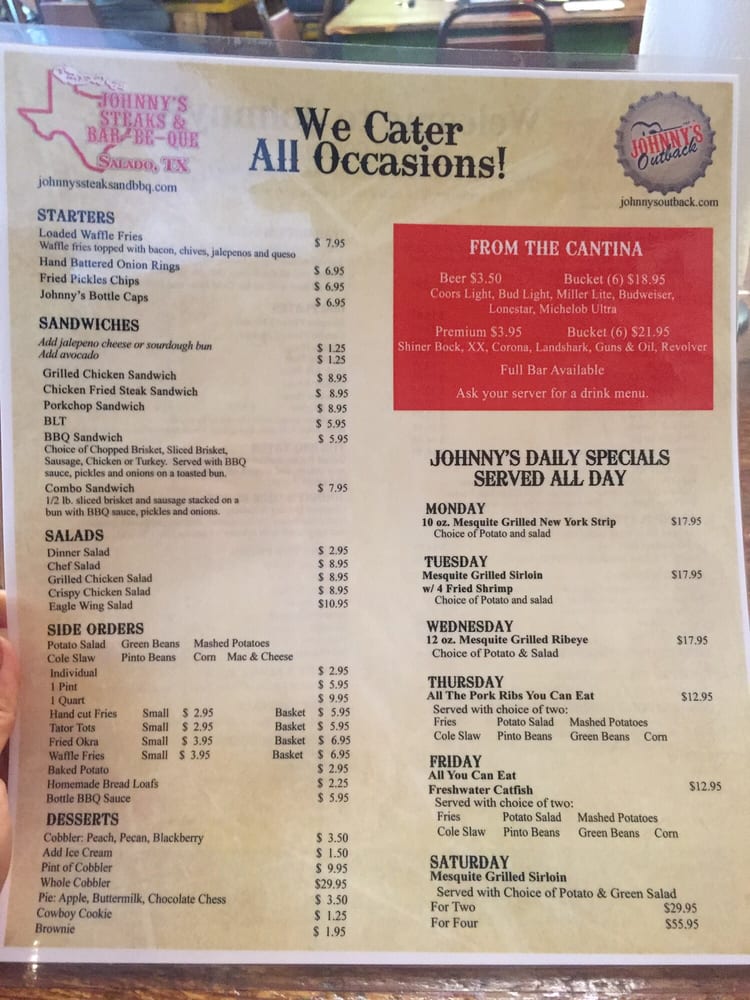 JOHNNY'S
STEAKS &
BAR-BE-QUE
SALADO, TX
johnnyssteaksandbbq.com
We Cater
All Occasions!
JOHNNY'S
Outback
johnnysoutback.com
STARTERS
Loaded Waffle Fries $ 7.95
Waffle fries topped with bacon, chives, jalepenos and queso
Hand Battered Onion Rings $ 6.95
Fried Pickles Chips $ 6.95
Johnny's Bottle Caps $ 6.95
SANDWICHES
Add jalepeno cheese or sourdough bun $ 1.25
Add avocado $ 1.25
Grilled Chicken Sandwich $ 8.95
Chicken Fried Steak Sandwich $ 8.95
Porkchop Sandwich $ 8.95
BLT $ 5.95
BBQ Sandwich $ 5.95
Choice of Chopped Brisket, Sliced Brisket,
Sausage, Chicken or Turkey. Served with BBQ
sauce, pickles and onions on a toasted bun.
Combo Sandwich $ 7.95
1/2 lb. sliced brisket and sausage stacked on a
bun with BBQ sauce, pickles and onions.
SALADS
Dinner Salad $ 2.95
Chef Salad $ 8.95
Grilled Chicken Salad $ 8.95
Crispy Chicken Salad $ 8.95
Eagle Wing Salad $10.95
SIDE ORDERS
Potato Salad Green Beans Mashed Potatoes
Cole Slaw Pinto Beans Corn Mac & Cheese
Individual $ 2.95
1 Pint $ 5.95
1 Quart $ 9.95
Hand cut Fries Small $ 2.95 Basket $ 5.95
Tator Tots Small $ 2.95 Basket $ 5.95
Fried Okra Small $ 3.95 Basket $ 6.95
Waffle Fries Small $ 3.95 Basket $ 6.95
Baked Potato $ 2.95
Homemade Bread Loafs $ 2.25
Bottle BBQ Sauce $ 5.95
DESSERTS
Cobbler: Peach, Pecan, Blackberry $ 3.50
Add Ice Cream $ 1.50
Pint of Cobbler $ 9.95
Whole Cobbler $29.95
Pie: Apple, Buttermilk, Chocolate Chess $ 3.50
Cowboy Cookie $ 1.25
Brownie $ 1.95
FROM THE CANTINA
Beer $3.50 Bucket (6) $18.95
Coors Light, Bud Light, Miller Lite, Budweiser,
Lonestar, Michelob Ultra
Premium $3.95 Bucket (6) $21.95
Shiner Bock, XX, Corona, Landshark, Guns & Oil, Revolver
Full Bar Available
Ask your server for a drink menu.
JOHNNY'S DAILY SPECIALS
SERVED ALL DAY
MONDAY
10 oz. Mesquite Grilled New York Strip $17.95
Choice of Potato and salad
TUESDAY
Mesquite Grilled Sirloin $17.95
w/ 4 Fried Shrimp
Choice of Potato and salad
WEDNESDAY
12 oz. Mesquite Grilled Ribeye $17.95
Choice of Potato & Salad
THURSDAY
All The Pork Ribs You Can Eat $12.95
Served with choice of two:
Fries Potato Salad Mashed Potatoes
Cole Slaw Pinto Beans Green Beans Corn
FRIDAY
All You Can Eat
Freshwater Catfish $12.95
Served with choice of two:
Fries Potato Salad Mashed Potatoes
Cole Slaw Pinto Beans Green Beans Corn
SATURDAY
Mesquite Grilled Sirloin
Served with Choice of Potato & Green Salad
For Two $29.95
For Four $55.95